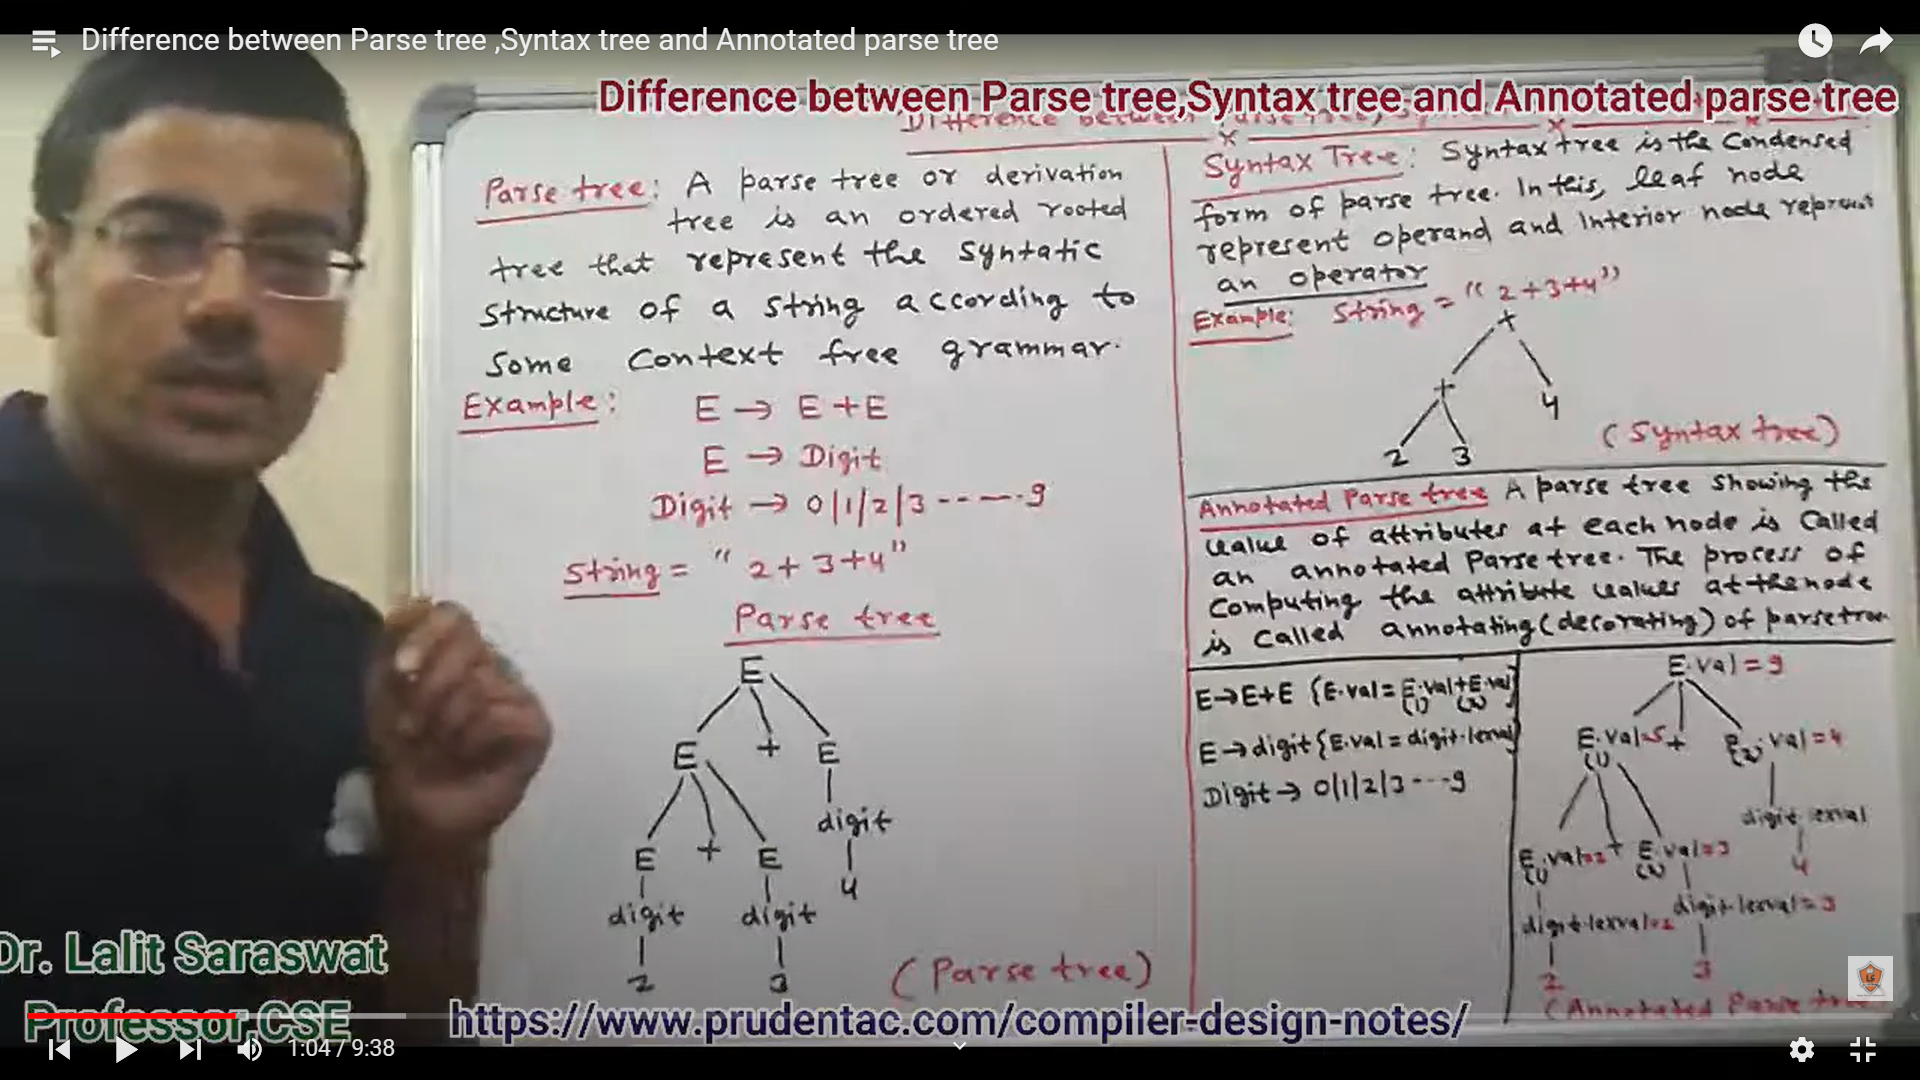 Difference between Parse tree ,Syntax tree and Annotated parse tree
Difference between Parse tree,Syntax tree and Annotated parse tree
Difference between
Parse tree: A parse tree or derivation
tree is an ordered rooted
tree that represent the syntatic
structure of a string according to
some Context free grammar.
Example: E → E + E
E → Digit
Digit → 0|1|2|3 -----9
String = "2+3+4"
Parse tree
E
E + E
digit
E + E
4
digit digit
2 3
(Parse tree)
Syntax Tree: Syntax tree is the Condensed
form of parse tree. In this, leaf node
represent operand and Interior node represent
an operator
Example: String = "2+3+4"
+
+ 4
2 3
(Syntax tree)
Annotated Parse tree A parse tree showing the
value of attributes at each node is Called
an annotated Parse tree. The process of
Computing the attribute values at the node
is Called annotating (decorating) of parse tree
E→E+E {E.val = E.val+E.val}
(1) (2)
E→digit {E.val = digit.lexval}
Digit → 0|1|2|3---9
E.val = 9
E.val=5 + E.val=4
(1) (2)
digit.lexval
4
E.val=2 + E.val=3
(1) (2)
digit.lexval=2 digit.lexval=3
2 3
(Annotated Parse tree
Dr. Lalit Saraswat
Professor,CSE
https://www.prudentac.com/compiler-design-notes/
1:04 / 9:38